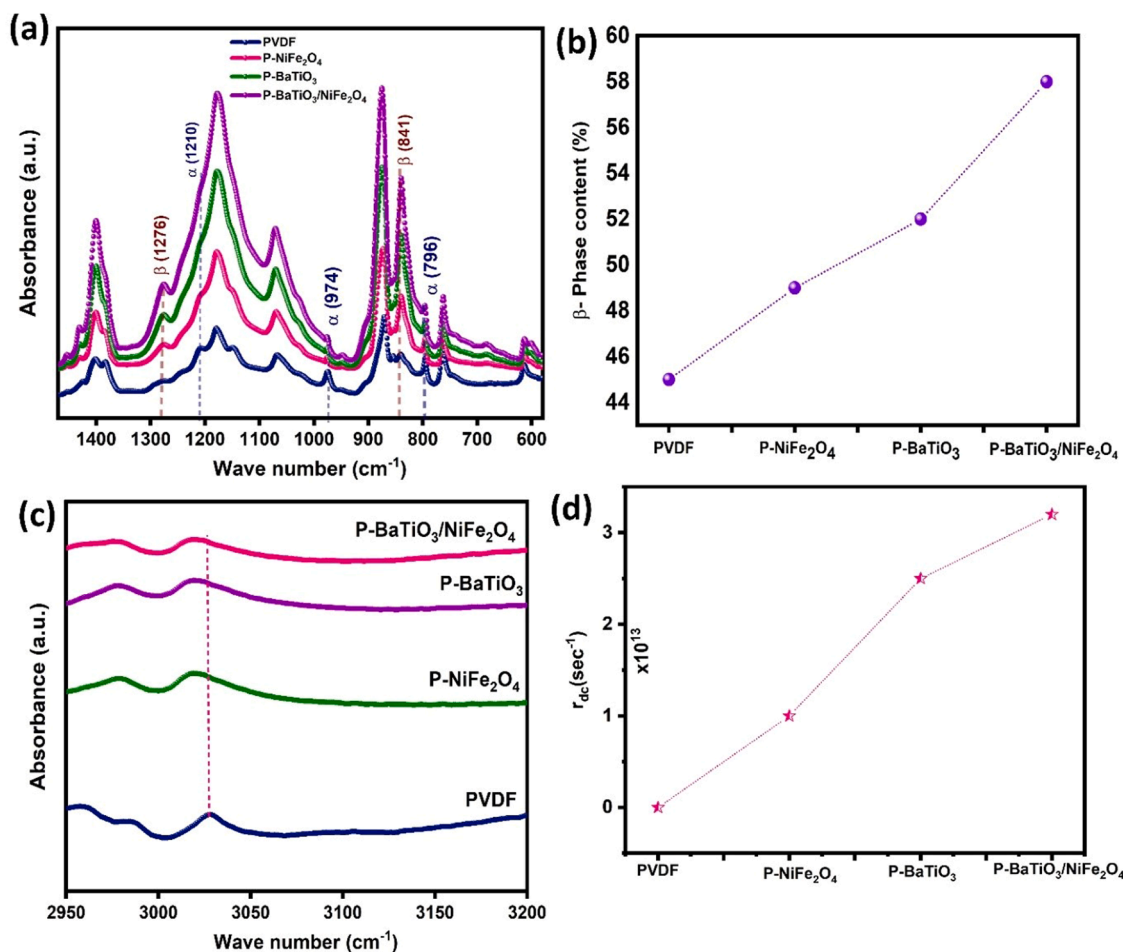 (a)
PVDF
P-NiFe₂O₄
P-BaTiO₃
P-BaTiO₃/NiFe₂O₄
β (1276)
α (1210)
α (974)
β (841)
α (796)
Absorbance (a.u.)
1400 1300 1200 1100 1000 900 800 700 600
Wave number (cm⁻¹)
(b)
β- Phase content (%)
60
58
56
54
52
50
48
46
44
PVDF P-NiFe₂O₄ P-BaTiO₃ P-BaTiO₃/NiFe₂O₄
(c)
P-BaTiO₃/NiFe₂O₄
P-BaTiO₃
P-NiFe₂O₄
PVDF
Absorbance (a.u.)
2950 3000 3050 3100 3150 3200
Wave number (cm⁻¹)
(d)
r_dc(sec⁻¹)
x10¹³
3
2
1
0
PVDF P-NiFe₂O₄ P-BaTiO₃ P-BaTiO₃/NiFe₂O₄